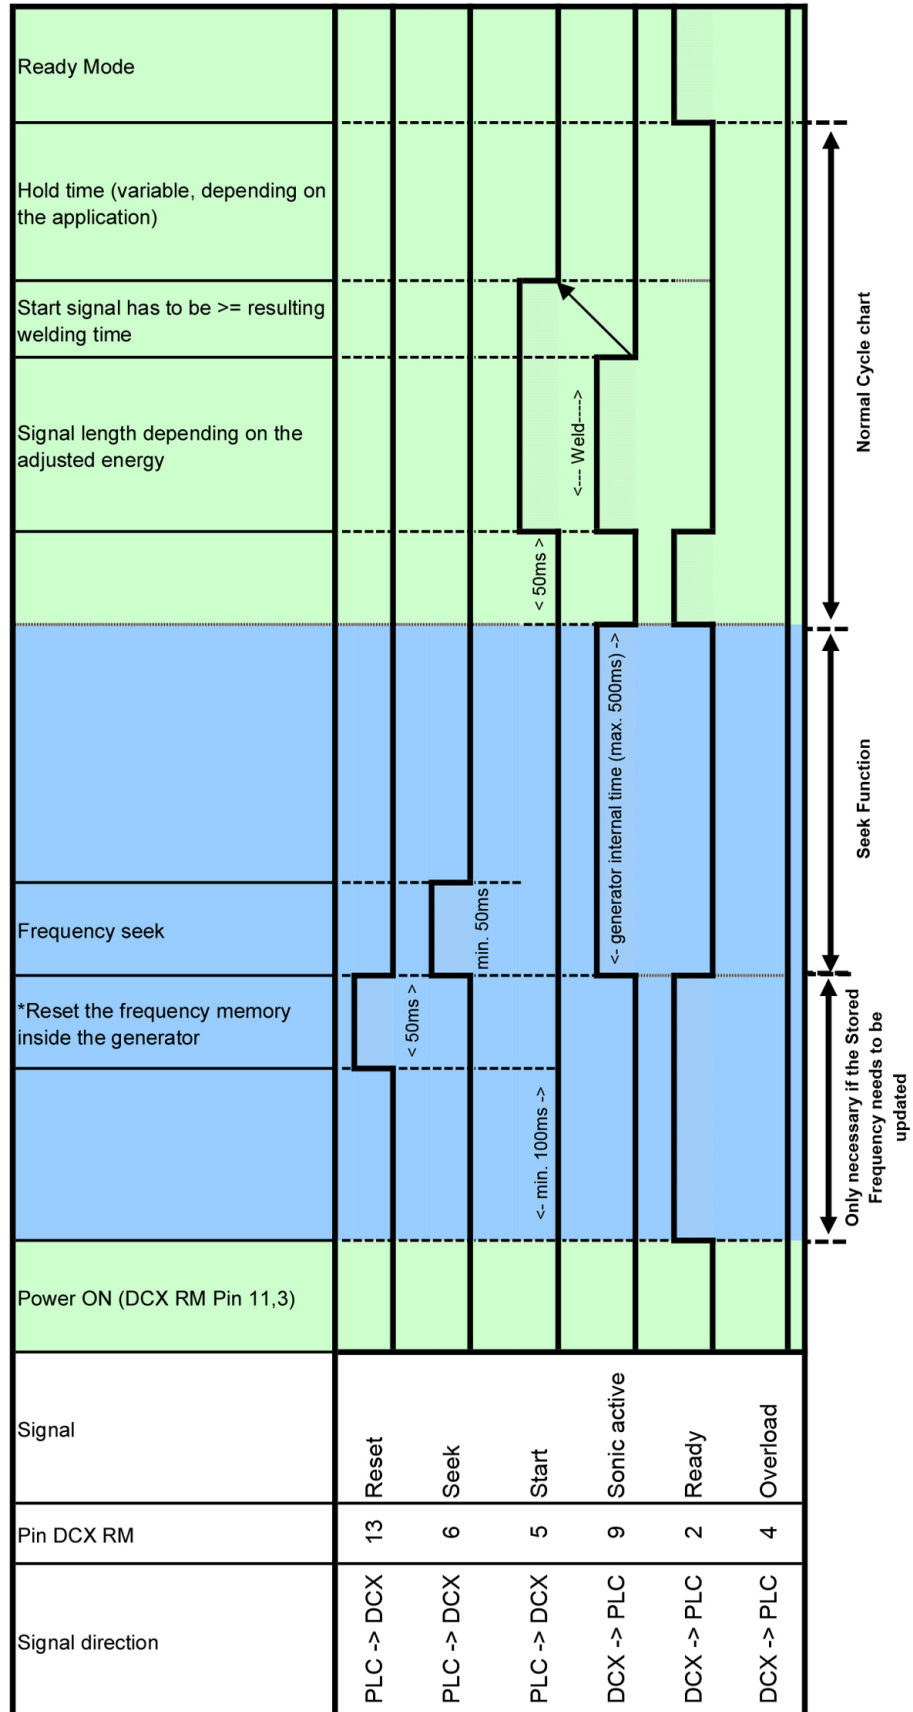 Ready Mode
Hold time (variable, depending on
the application)
Start signal has to be >= resulting
welding time
Signal length depending on the
adjusted energy
Frequency seek
*Reset the frequency memory
inside the generator
Power ON (DCX RM Pin 11,3)
Signal
Pin DCX RM
Signal direction
Reset
Seek
Start
Sonic active
Ready
Overload
13
6
5
9
2
4
PLC -> DCX
PLC -> DCX
PLC -> DCX
DCX -> PLC
DCX -> PLC
DCX -> PLC
< 50ms >
min. 50ms
<- min. 100ms ->
< 50ms >
<---- Weld----->
<- generator internal time (max. 500ms) ->
Normal Cycle chart
Seek Function
Only necessary if the Stored
Frequency needs to be
updated